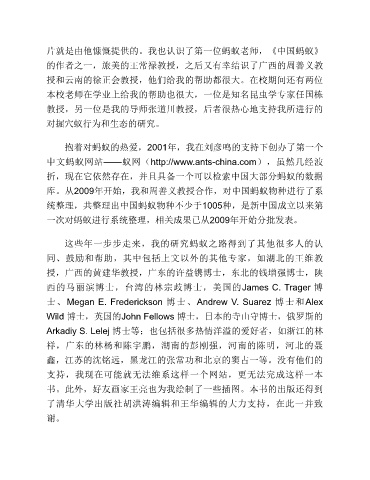 片就是由他慷慨提供的。我也认识了第一位蚂蚁老师，《中国蚂蚁》
的作者之一，旅美的王常禄教授，之后又有幸结识了广西的周善义教
授和云南的徐正会教授，他们给我的帮助都很大。在校期间还有两位
本校老师在学业上给我的帮助也很大，一位是知名昆虫学专家任国栋
教授，另一位是我的导师张道川教授，后者很热心地支持我所进行的
对掘穴蚁行为和生态的研究。
抱着对蚂蚁的热爱，2001年，我在刘彦鸣的支持下创办了第一个
中文蚂蚁网站——蚁网（http://www.ants-china.com），虽然几经波
折，现在它依然存在，并且具备一个可以检索中国大部分蚂蚁的数据
库。从2009年开始，我和周善义教授合作，对中国蚂蚁物种进行了系
统整理，共整理出中国蚂蚁物种不少于1005种，是新中国成立以来第
一次对蚂蚁进行系统整理，相关成果已从2009年开始分批发表。
这些年一步步走来，我的研究蚂蚁之路得到了其他很多人的认
同、鼓励和帮助，其中包括上文以外的其他专家，如湖北的王维教
授，广西的黄建华教授，广东的许益镌博士，东北的钱增强博士，陕
西的马丽滨博士，台湾的林宗岐博士，美国的James C. Trager 博
士、Megan E. Frederickson 博士、Andrew V. Suarez 博士和Alex
Wild 博士，英国的John Fellows 博士，日本的寺山守博士，俄罗斯的
Arkadiy S. Lelej 博士等；也包括很多热情洋溢的爱好者，如浙江的林
祥，广东的林杨和陈宇鹏，湖南的彭刚强，河南的陈明，河北的聂
鑫，江苏的沈铭远，黑龙江的张常功和北京的窦占一等。没有他们的
支持，我现在可能就无法维系这样一个网站，更无法完成这样一本
书。此外，好友画家王亮也为我绘制了一些插图。本书的出版还得到
了清华大学出版社胡洪涛编辑和王华编辑的大力支持，在此一并致
谢。